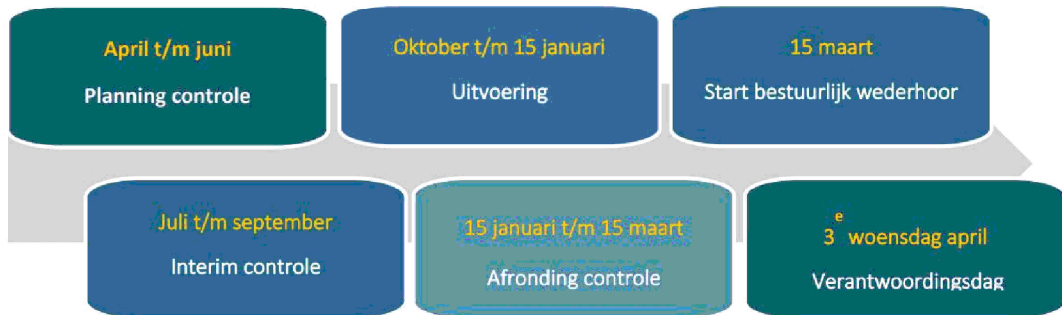 April t/m juni
Planning controle
Juli t/m september
Interim controle
Oktober t/m 15 januari
Uitvoering
15 januari t/m 15 maart
Afronding controle
15 maart
Start bestuurlijk wederhoor
3e woensdag april
Verantwoordingsdag